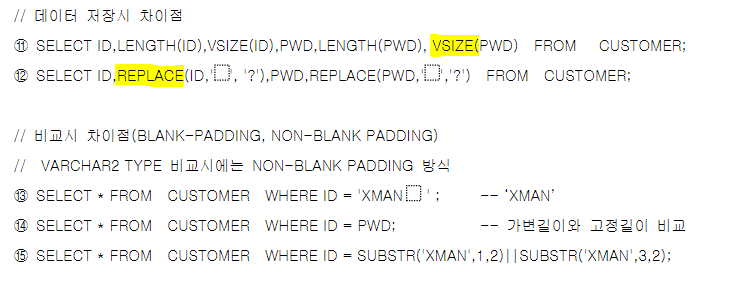 // 데이터 저장시 차이점
⑪ SELECT ID,LENGTH(ID),VSIZE(ID),PWD,LENGTH(PWD), VSIZE(PWD) FROM CUSTOMER;
⑫ SELECT ID,REPLACE(ID,'□', '?'),PWD,REPLACE(PWD,'□','?') FROM CUSTOMER;
// 비교시 차이점(BLANK-PADDING, NON-BLANK PADDING)
// VARCHAR2 TYPE 비교시에는 NON-BLANK PADDING 방식
⑬ SELECT * FROM CUSTOMER WHERE ID = 'XMAN□ ' ; -- ‘XMAN’
⑭ SELECT * FROM CUSTOMER WHERE ID = PWD; -- 가변길이와 고정길이 비교
⑮ SELECT * FROM CUSTOMER WHERE ID = SUBSTR('XMAN',1,2)||SUBSTR('XMAN',3,2);